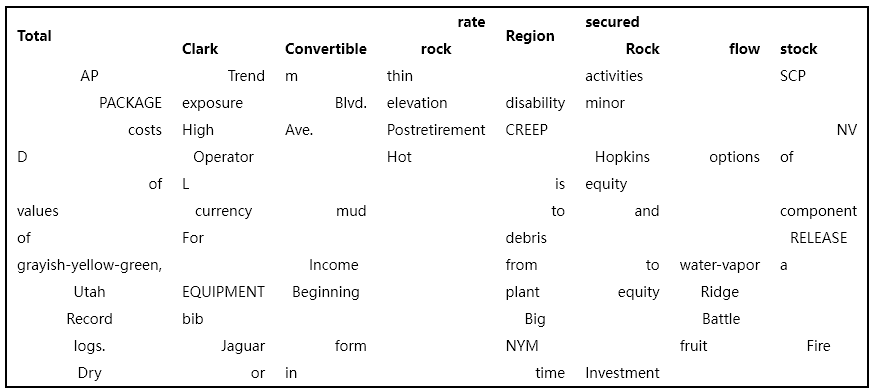 rate secured
Total Region
Clark Convertible rock Rock flow stock
AP Trend m thin activities SCP
PACKAGE exposure Blvd. elevation disability minor
costs High Ave. Postretirement CREEP NV
D Operator Hot Hopkins options of
of L is equity
values currency mud to and component
of For debris RELEASE
grayish-yellow-green, Income from to water-vapor a
Utah EQUIPMENT Beginning plant equity Ridge
Record bib Big Battle
logs. Jaguar form NYM fruit Fire
Dry or in time Investment